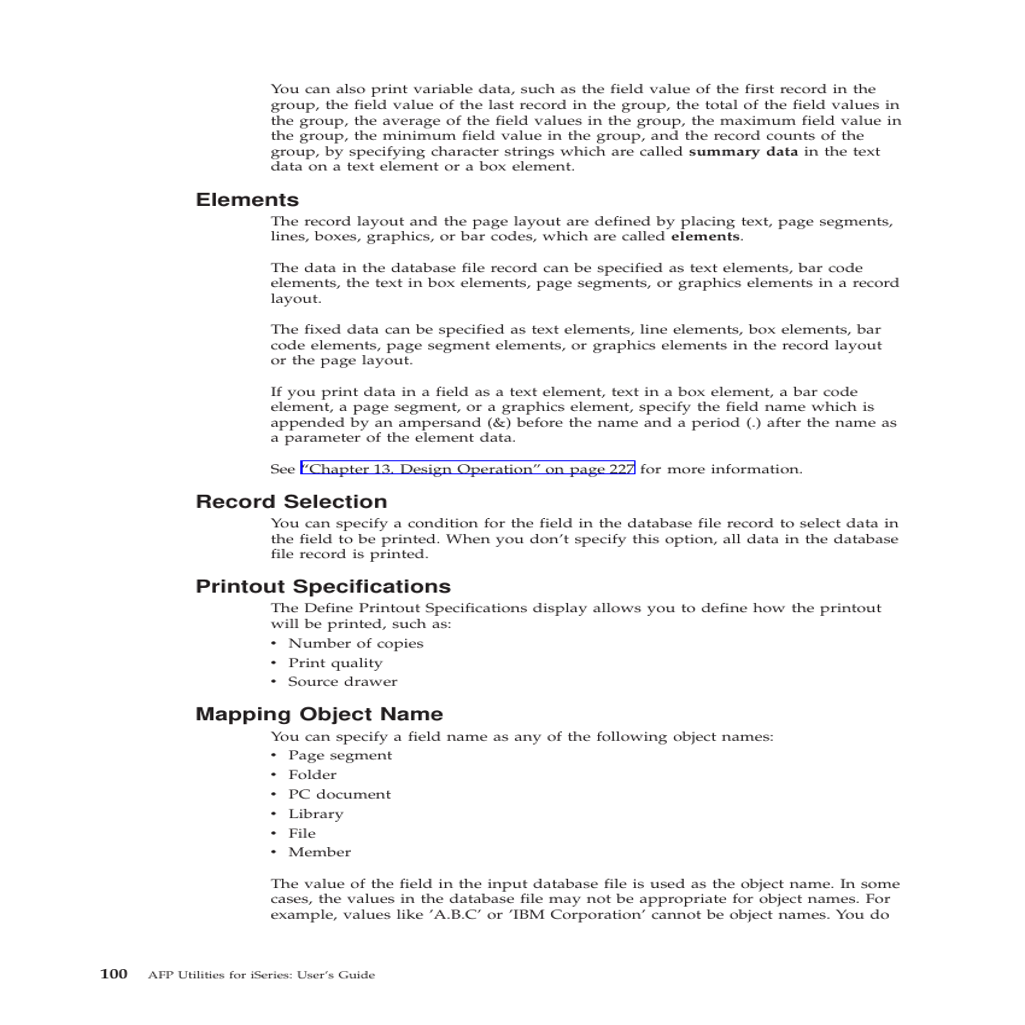 You can also print variable data, such as the field value of the first record in the
group, the field value of the last record in the group, the total of the field values in
the group, the average of the field values in the group, the maximum field value in
the group, the minimum field value in the group, and the record counts of the
group, by specifying character strings which are called summary data in the text
data on a text element or a box element.
Elements
The record layout and the page layout are defined by placing text, page segments,
lines, boxes, graphics, or bar codes, which are called elements.
The data in the database file record can be specified as text elements, bar code
elements, the text in box elements, page segments, or graphics elements in a record
layout.
The fixed data can be specified as text elements, line elements, box elements, bar
code elements, page segment elements, or graphics elements in the record layout
or the page layout.
If you print data in a field as a text element, text in a box element, a bar code
element, a page segment, or a graphics element, specify the field name which is
appended by an ampersand (&) before the name and a period (.) after the name as
a parameter of the element data.
See “Chapter 13. Design Operation” on page 227 for more information.
Record Selection
You can specify a condition for the field in the database file record to select data in
the field to be printed. When you don’t specify this option, all data in the database
file record is printed.
Printout Specifications
The Define Printout Specifications display allows you to define how the printout
will be printed, such as:
• Number of copies
• Print quality
• Source drawer
Mapping Object Name
You can specify a field name as any of the following object names:
• Page segment
• Folder
• PC document
• Library
• File
• Member
The value of the field in the input database file is used as the object name. In some
cases, the values in the database file may not be appropriate for object names. For
example, values like ’A.B.C’ or ’IBM Corporation’ cannot be object names. You do
100 AFP Utilities for iSeries: User’s Guide